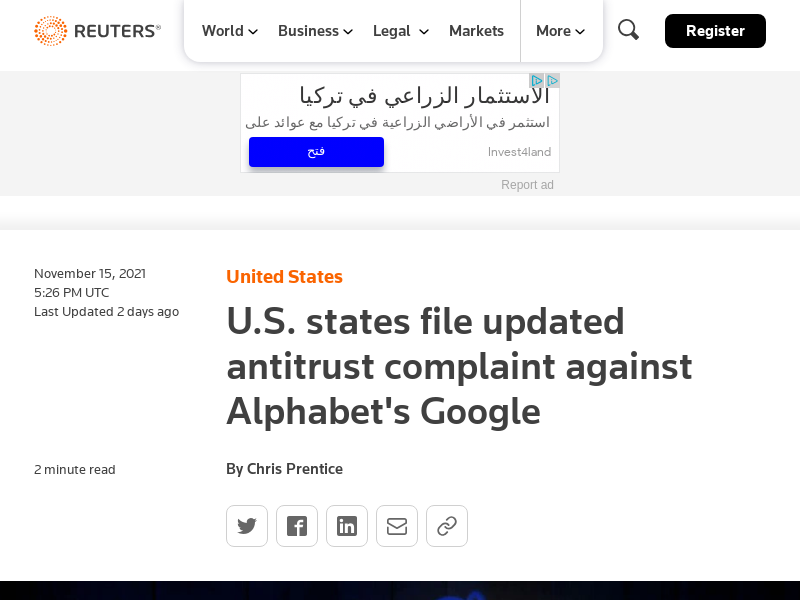 REUTERS®
World
Business
Legal
Markets
More
Register
الاستثمار الزراعي في تركيا
استثمر في الأراضي الزراعية في تركيا مع عوائد على
فتح
Invest4land
Report ad
November 15, 2021
5:26 PM UTC
Last Updated 2 days ago
United States
U.S. states file updated
antitrust complaint against
Alphabet's Google
2 minute read
By Chris Prentice